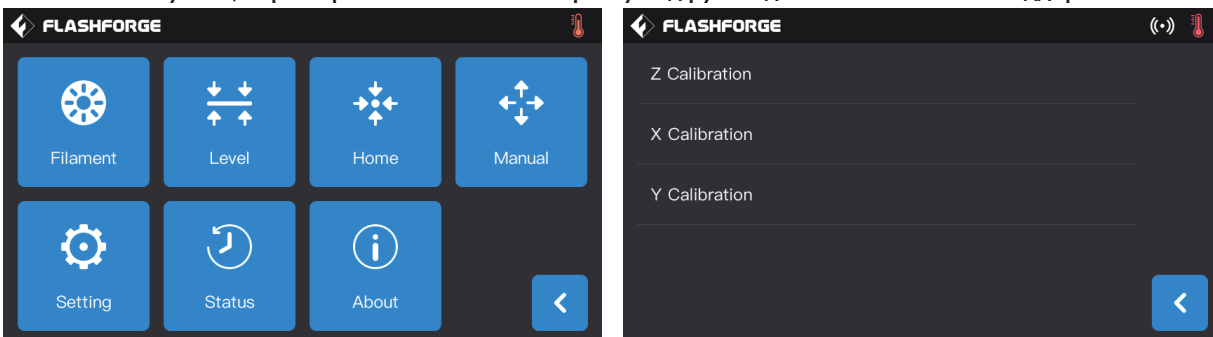 FLASHFORGE
Filament
Level
Home
Manual
Setting
Status
About
FLASHFORGE
Z Calibration
X Calibration
Y Calibration